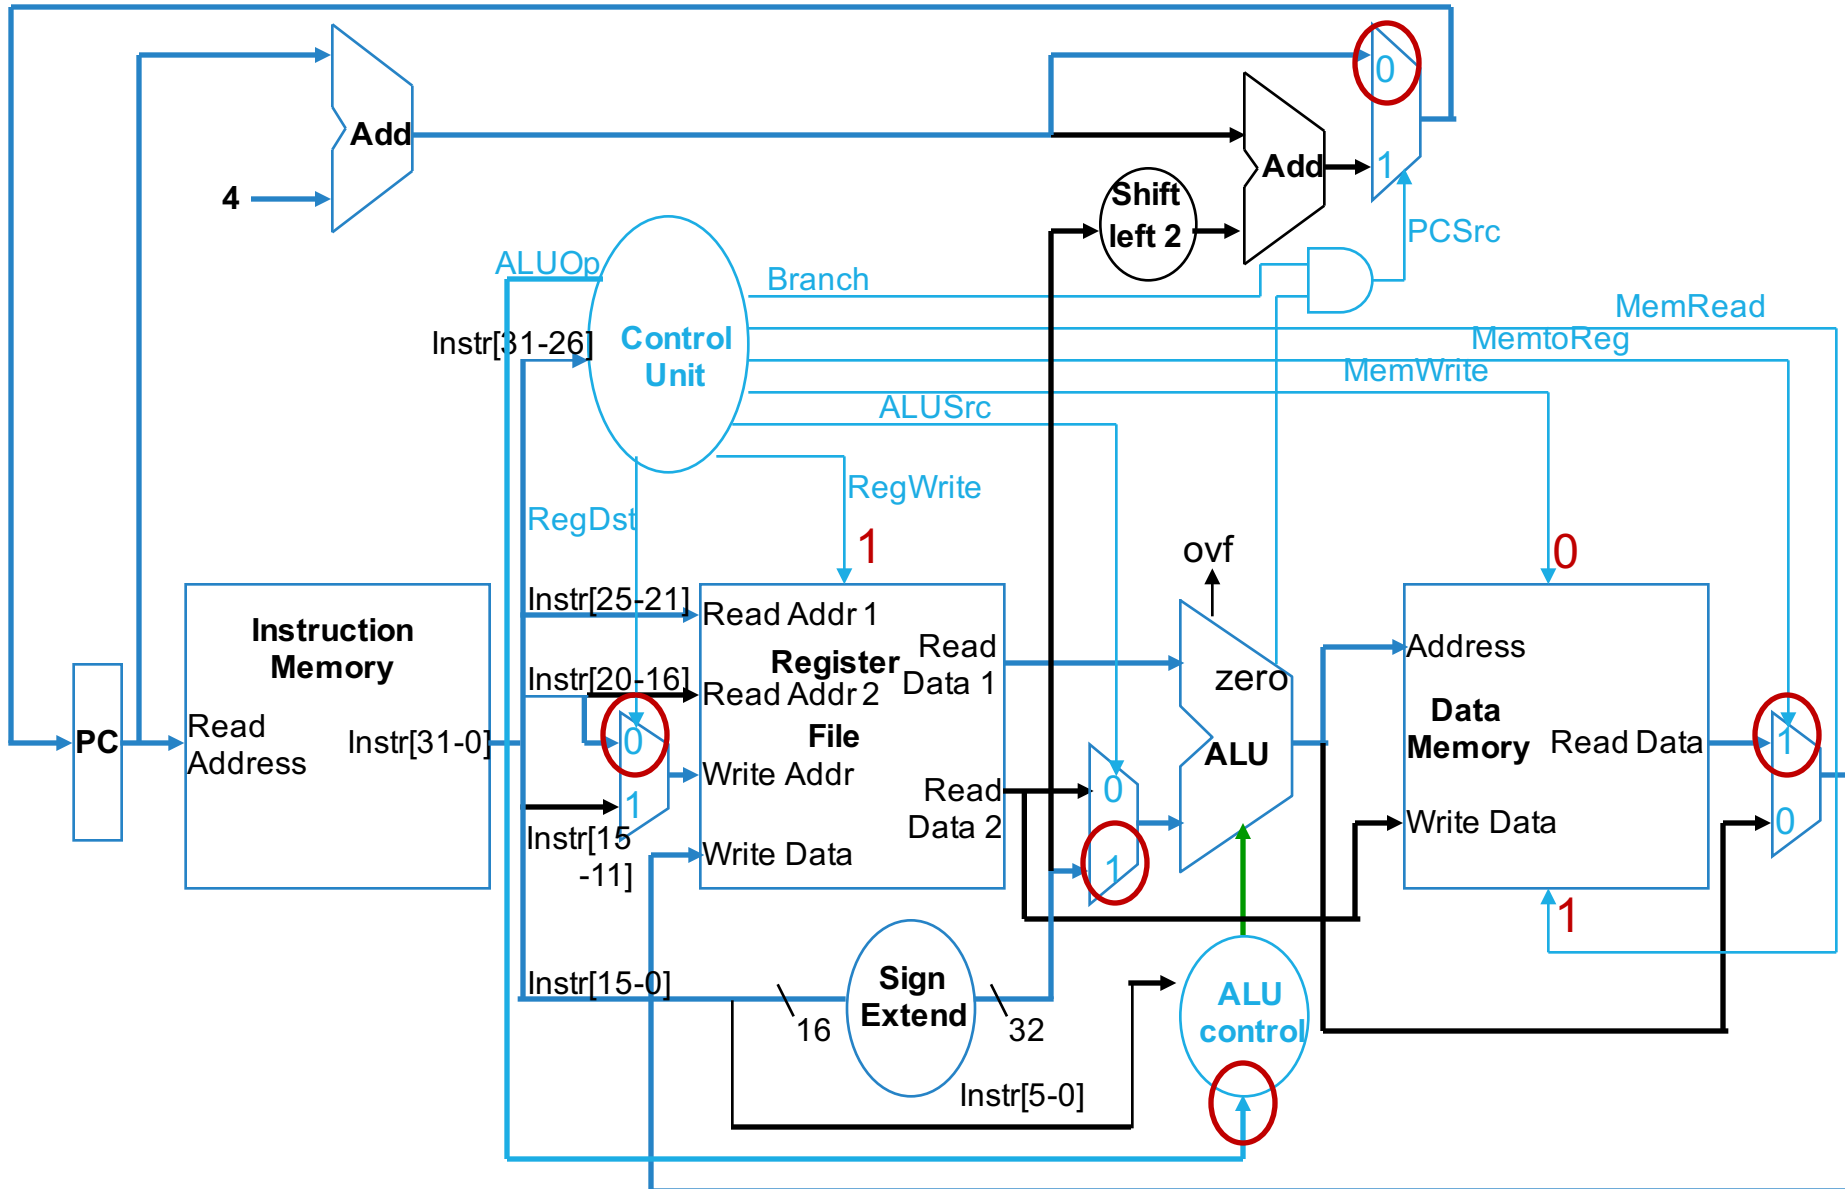 0
Add
1
Add
4
Shift
left 2
PCSrc
ALUOp
Branch
MemRead
Instr[31-26]
Control
Unit
MemtoReg
MemWrite
ALUSrc
RegWrite
RegDst
1
ovf
0
Instr[25-21]
Read Addr 1
Instruction
Memory
Register
Read
Data 1
Address
Instr[20-16]
Read Addr 2
zero
Data
Memory
PC
Read
Address
Instr[31-0]
0
File
Write Addr
ALU
Read Data
1
1
Read
Data 2
0
Write Data
0
Instr[15
-11]
Write Data
1
1
Instr[15-0]
16
Sign
Extend
32
ALU
control
Instr[5-0]